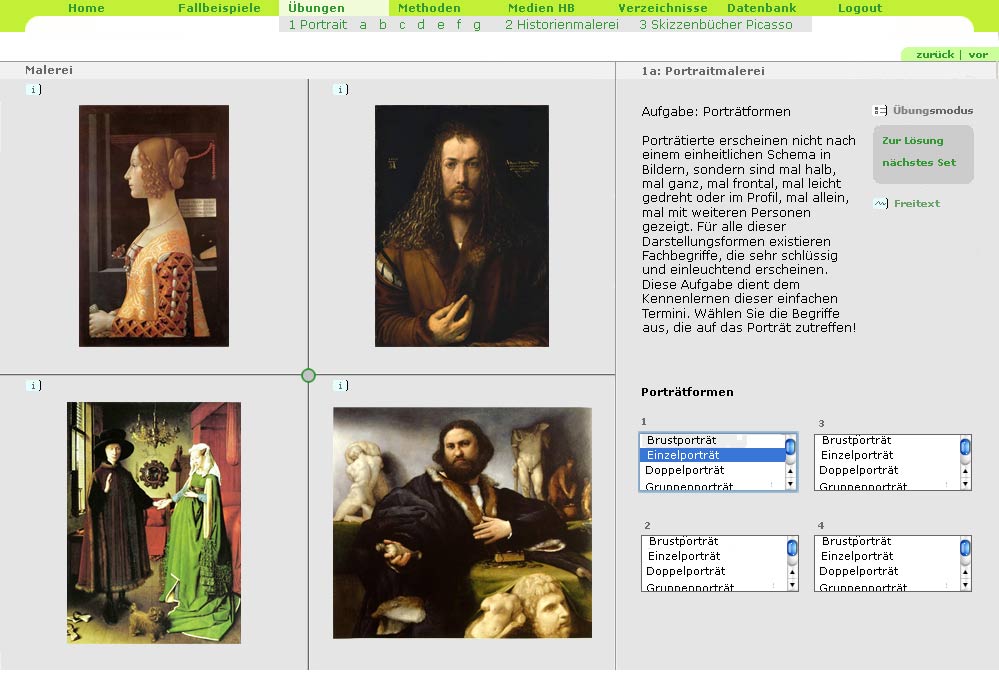 Home Fallbeispiele Übungen Methoden Medien HB Verzeichnisse Datenbank Logout
1 Portrait a b c d e f g 2 Historienmalerei 3 Skizzenbücher Picasso
zurück | vor
Malerei
1a: Portraitmalerei
i
i
i
i
Aufgabe: Porträtformen
Porträtierte erscheinen nicht nach
einem einheitlichen Schema in
Bildern, sondern sind mal halb,
mal ganz, mal frontal, mal leicht
gedreht oder im Profil, mal allein,
mal mit weiteren Personen
gezeigt. Für alle dieser
Darstellungsformen existieren
Fachbegriffe, die sehr schlüssig
und einleuchtend erscheinen.
Diese Aufgabe dient dem
Kennenlernen dieser einfachen
Termini. Wählen Sie die Begriffe
aus, die auf das Porträt zutreffen!
Übungsmodus
Zur Lösung
nächstes Set
Freitext
Porträtformen
1
Brustporträt
Einzelporträt
Doppelporträt
Gruppenporträt
3
Brustporträt
Einzelporträt
Doppelporträt
Gruppenporträt
2
Brustporträt
Einzelporträt
Doppelporträt
Gruppenporträt
4
Brustporträt
Einzelporträt
Doppelporträt
Gruppenporträt